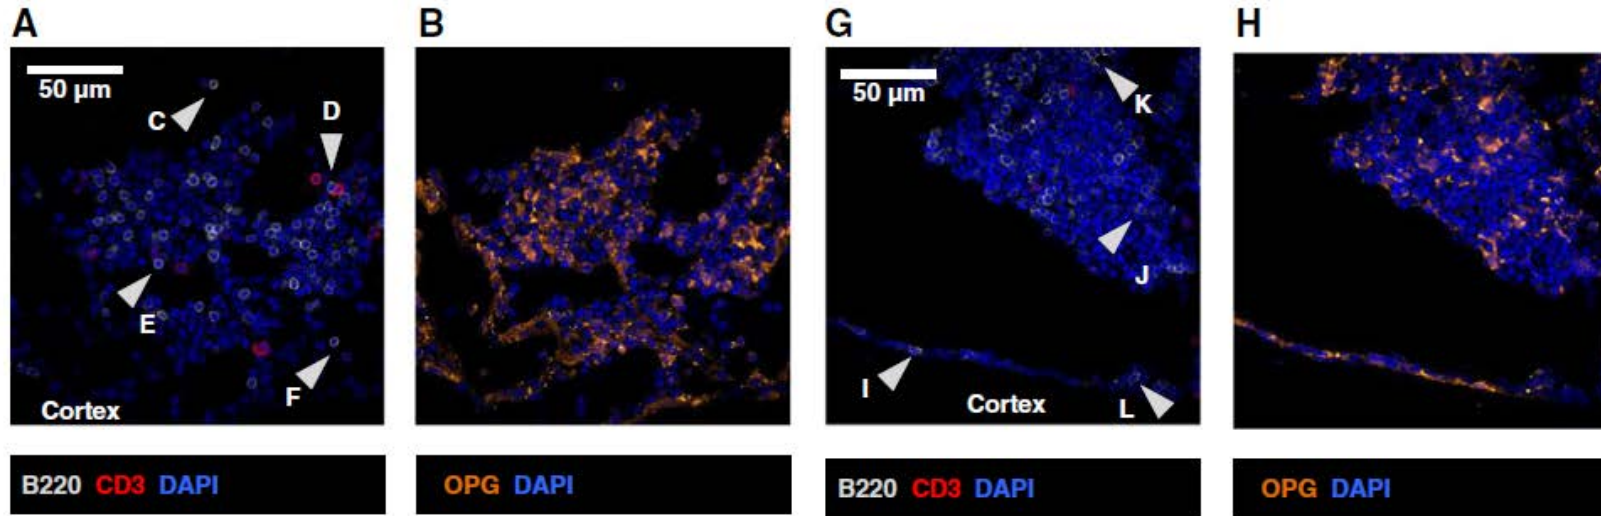 A
B
G
H
50 µm
C
D
E
F
Cortex
50 µm
K
J
I
L
Cortex
B220 CD3 DAPI
OPG DAPI
B220 CD3 DAPI
OPG DAPI